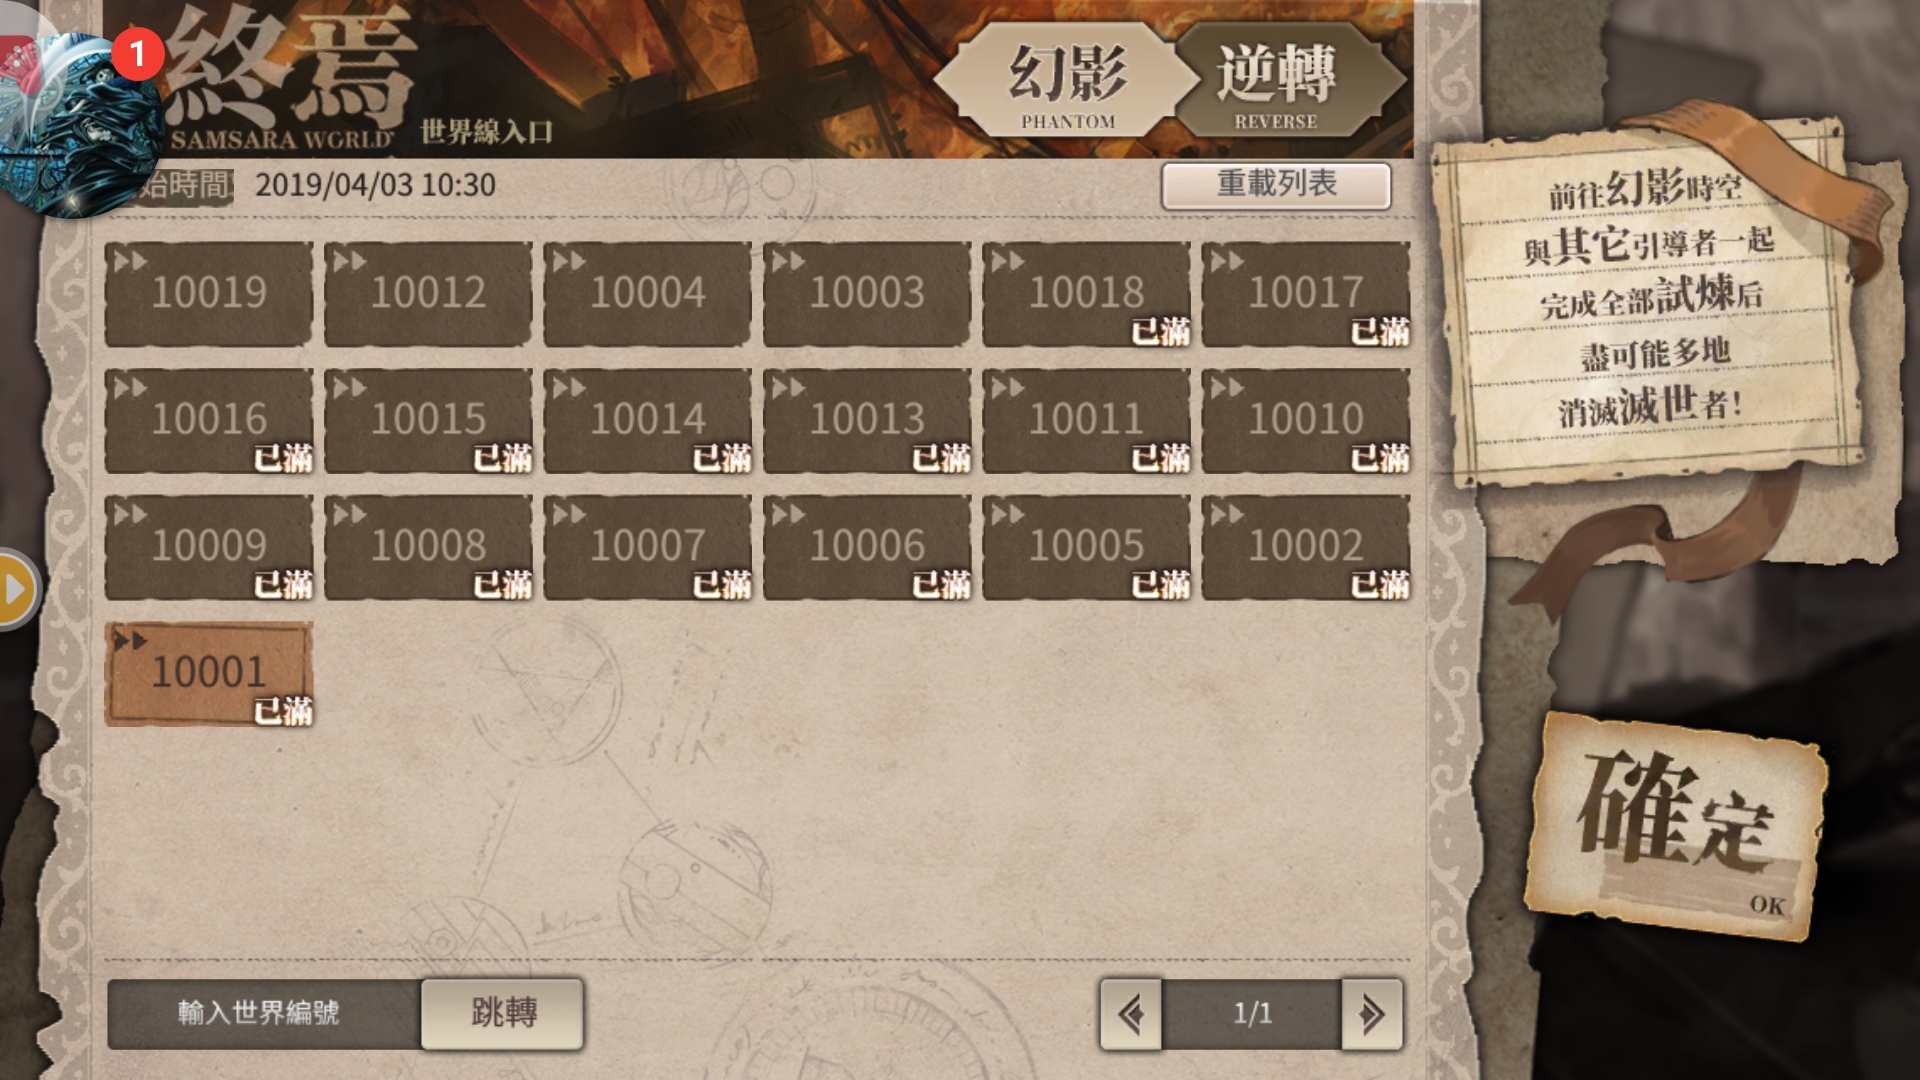 1
終焉
SAMSARA WORLD
世界線入口
幻影
PHANTOM
逆轉
REVERSE
始時間
2019/04/03 10:30
重載列表
10019
10012
10004
10003
10018
已滿
10017
已滿
10016
已滿
10015
已滿
10014
已滿
10013
已滿
10011
已滿
10010
已滿
10009
已滿
10008
已滿
10007
已滿
10006
已滿
10005
已滿
10002
已滿
10001
已滿
輸入世界編號
跳轉
1/1
前往幻影時空
與其它引導者一起
完成全部試煉后
盡可能多地
消滅滅世者！
確定
OK